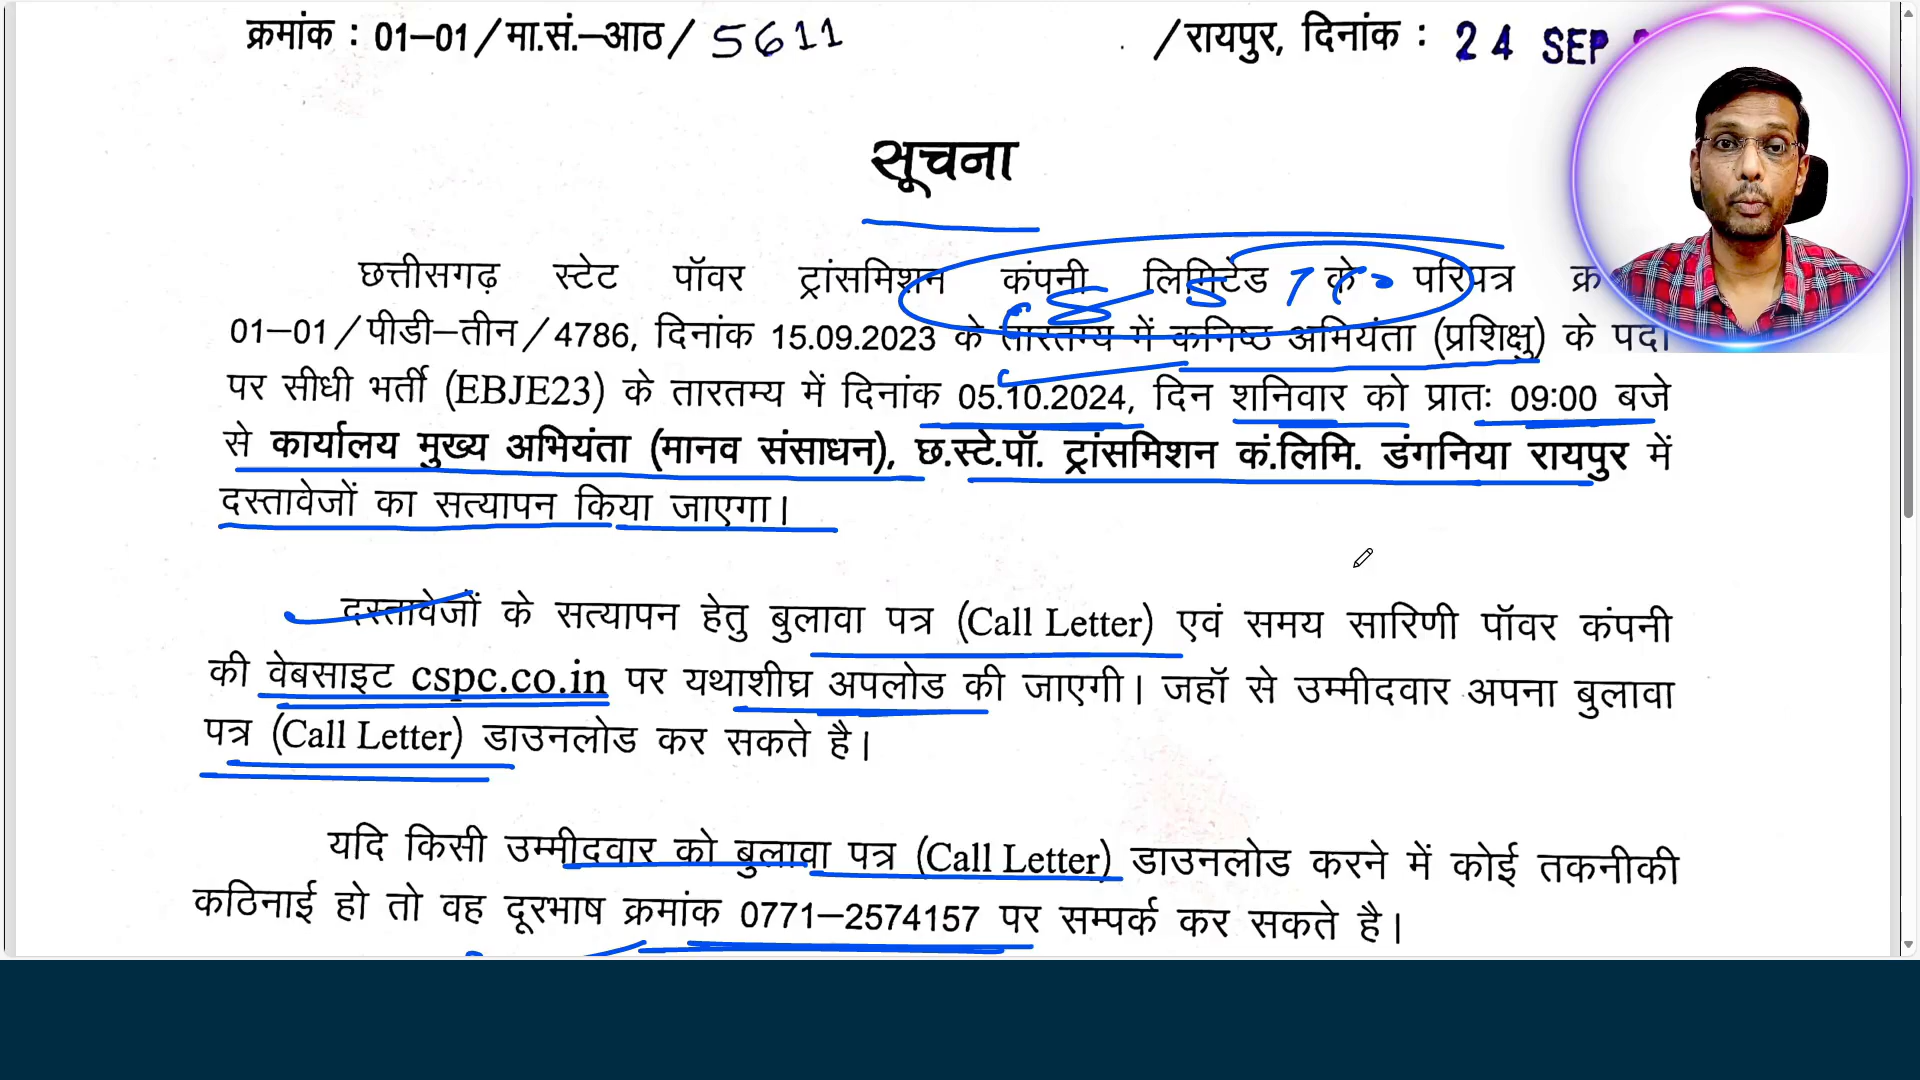 क्रमांक : 01-01/मा.सं.-आठ/ 5611 /रायपुर, दिनांक : 24 SEP
सूचना
छत्तीसगढ़ स्टेट पॉवर ट्रांसमिशन कंपनी लिमिटेड के परिपत्र क्र
01-01/पीडी-तीन/4786, दिनांक 15.09.2023 के तारतम्य में कनिष्ठ अभियंता (प्रशिक्षु) के पदों
पर सीधी भर्ती (EBJE23) के तारतम्य में दिनांक 05.10.2024, दिन शनिवार को प्रातः 09:00 बजे
से कार्यालय मुख्य अभियंता (मानव संसाधन), छ.स्टे.पॉ. ट्रांसमिशन कं.लिमि. डंगनिया रायपुर में
दस्तावेजों का सत्यापन किया जाएगा।
दस्तावेजों के सत्यापन हेतु बुलावा पत्र (Call Letter) एवं समय सारिणी पॉवर कंपनी
की वेबसाइट cspc.co.in पर यथाशीघ्र अपलोड की जाएगी। जहाॅ से उम्मीदवार अपना बुलावा
पत्र (Call Letter) डाउनलोड कर सकते है।
यदि किसी उम्मीदवार को बुलावा पत्र (Call Letter) डाउनलोड करने में कोई तकनीकी
कठिनाई हो तो वह दूरभाष क्रमांक 0771-2574157 पर सम्पर्क कर सकते है।